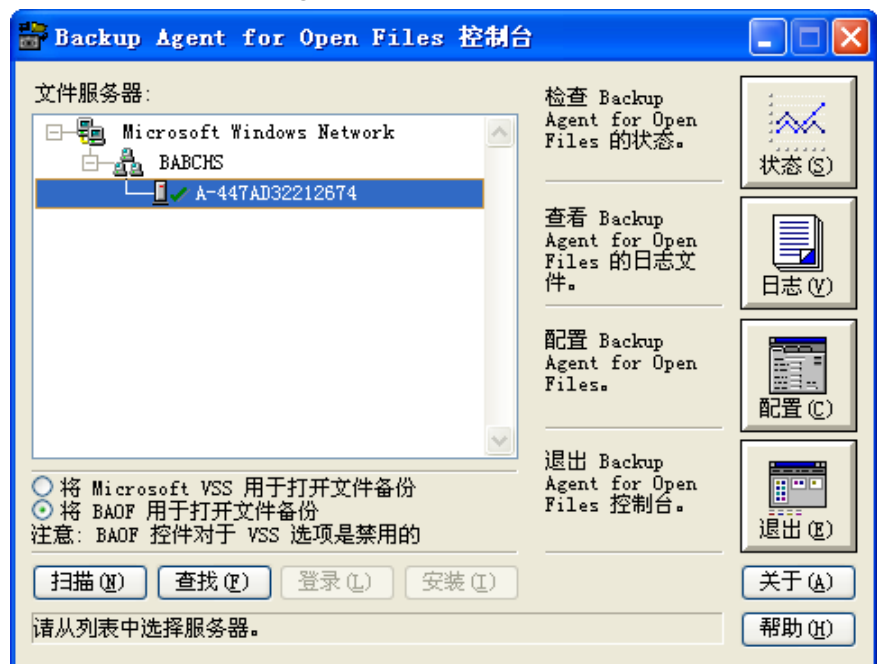 Backup Agent for Open Files 控制台
文件服务器:
Microsoft Windows Network
BABCHS
A-447AD32212674
将 Microsoft VSS 用于打开文件备份
将 BAOF 用于打开文件备份
注意: BAOF 控件对于 VSS 选项是禁用的
扫描(N) 查找(F) 登录(L) 安装(I)
请从列表中选择服务器。
检查 Backup
Agent for Open
Files 的状态。
状态(S)
查看 Backup
Agent for Open
Files 的日志文
件。
日志(V)
配置 Backup
Agent for Open
Files。
配置(C)
退出 Backup
Agent for Open
Files 控制台。
退出(E)
关于(A)
帮助(H)